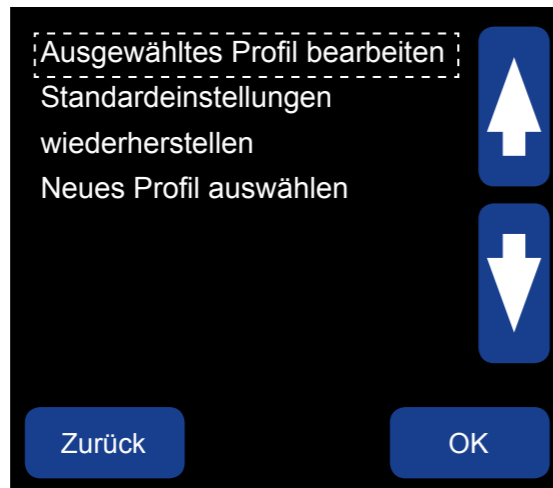 Ausgewähltes Profil bearbeiten
Standardeinstellungen
wiederherstellen
Neues Profil auswählen
Zurück
OK